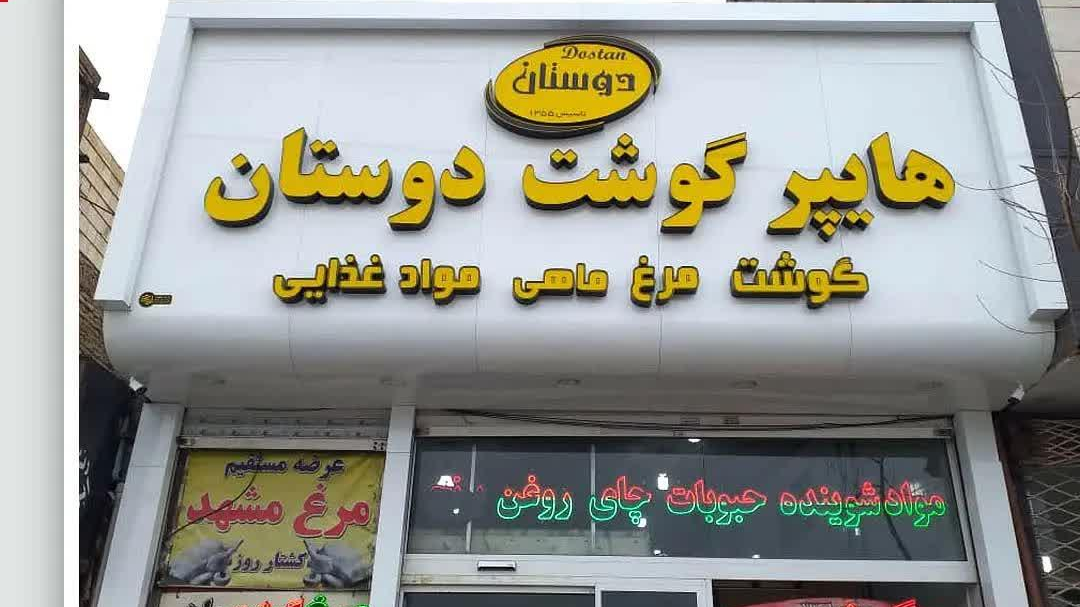 Dostan
دوستان
تاسیس ۱۳۵۵
هایپر گوشت دوستان
گوشت مرغ ماهی مواد غذایی
مواد شوینده حبوبات چای روغن
عرضه مستقیم
مرغ مشهد
کشتار روز